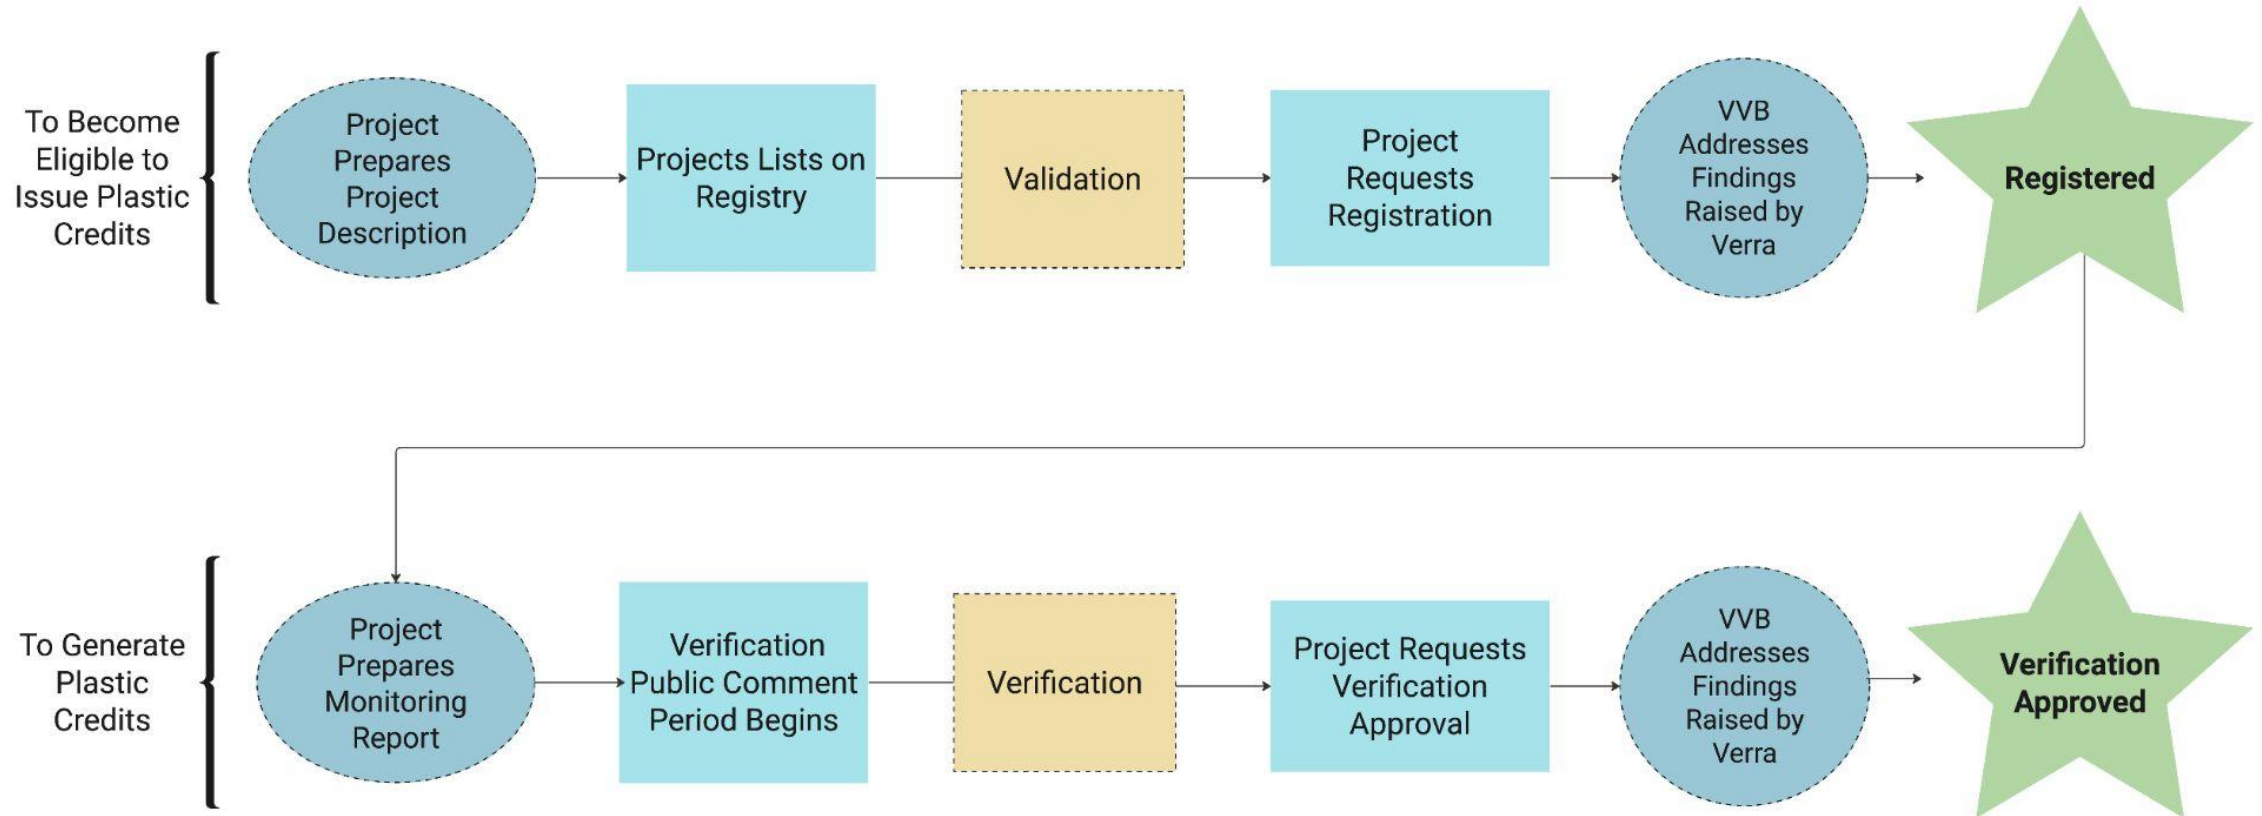 To Become
Eligible to
Issue Plastic
Credits
Project
Prepares
Project
Description
Projects Lists on
Registry
Validation
Project
Requests
Registration
VVB
Addresses
Findings
Raised by
Verra
Registered
To Generate
Plastic
Credits
Project
Prepares
Monitoring
Report
Verification
Public Comment
Period Begins
Verification
Project Requests
Verification
Approval
VVB
Addresses
Findings
Raised by
Verra
Verification
Approved